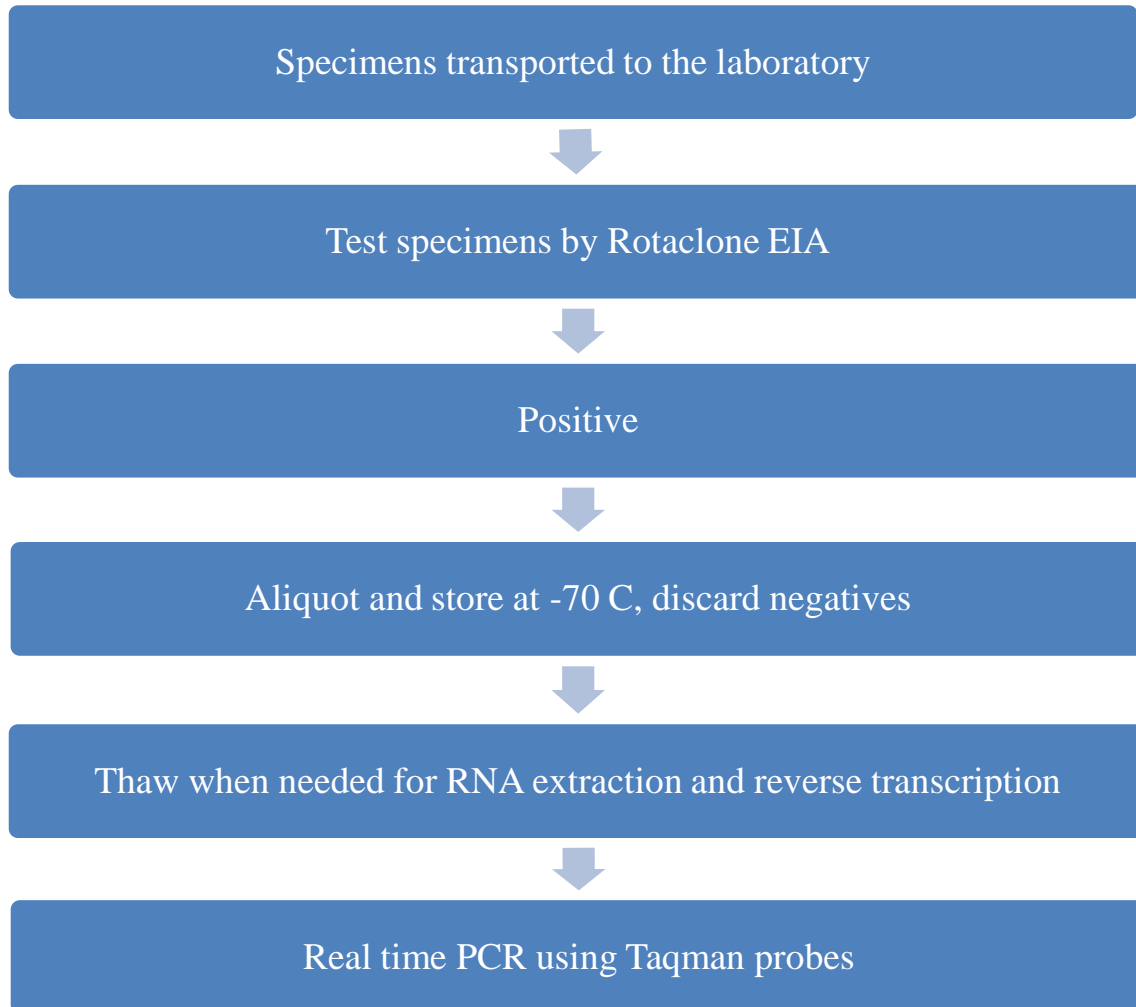 Specimens transported to the laboratory
Test specimens by Rotaclone EIA
Positive
Aliquot and store at -70 C, discard negatives
Thaw when needed for RNA extraction and reverse transcription
Real time PCR using Taqman probes